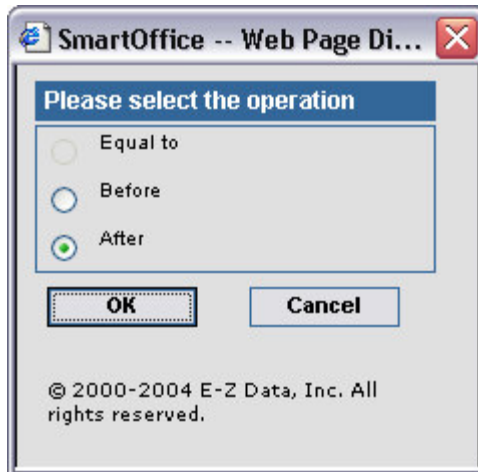 SmartOffice -- Web Page Di...
Please select the operation
Equal to
Before
After
OK
Cancel
© 2000-2004 E-Z Data, Inc. All
rights reserved.